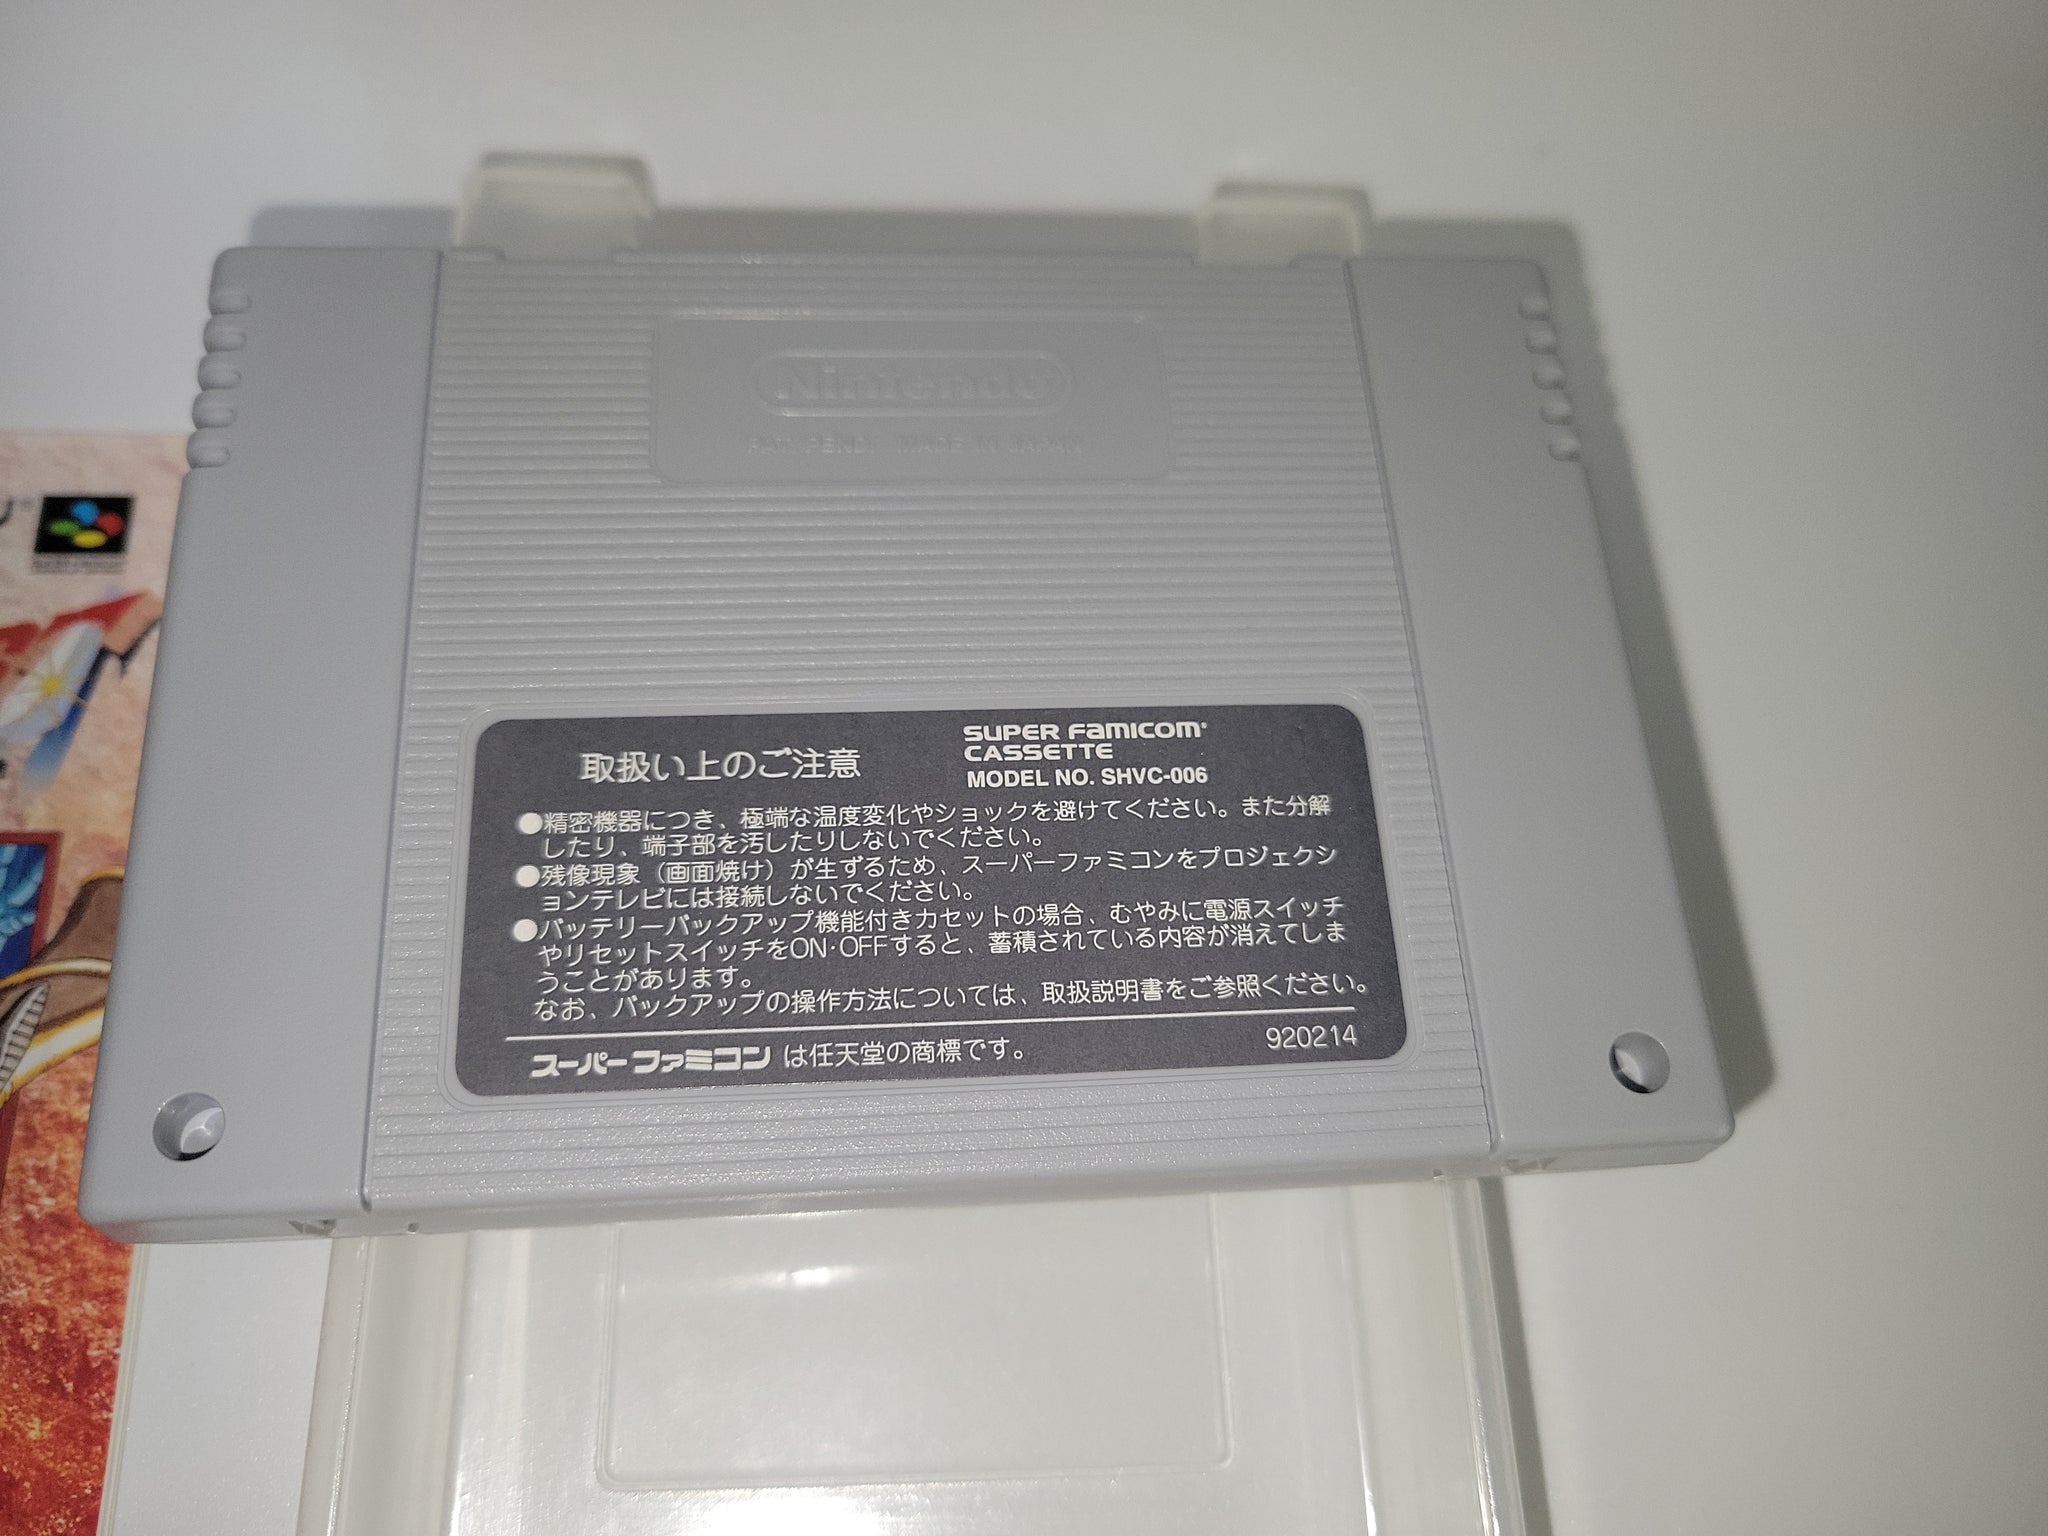 Nintendo
PAT. PEND. MADE IN JAPAN
取扱い上のご注意
SUPER FAMICOM®
CASSETTE
MODEL NO. SHVC-006
●精密機器につき、極端な温度変化やショックを避けてください。また分解
したり、端子部を汚したりしないでください。
●残像現象（画面焼け）が生ずるため、スーパーファミコンをプロジェクシ
ョンテレビには接続しないでください。
●バッテリーバックアップ機能付きカセットの場合、むやみに電源スイッチ
やリセットスイッチをON·OFFすると、蓄積されている内容が消えてしま
うことがあります。
なお、バックアップの操作方法については、取扱説明書をご参照ください。
スーパーファミコン は任天堂の商標です。
920214